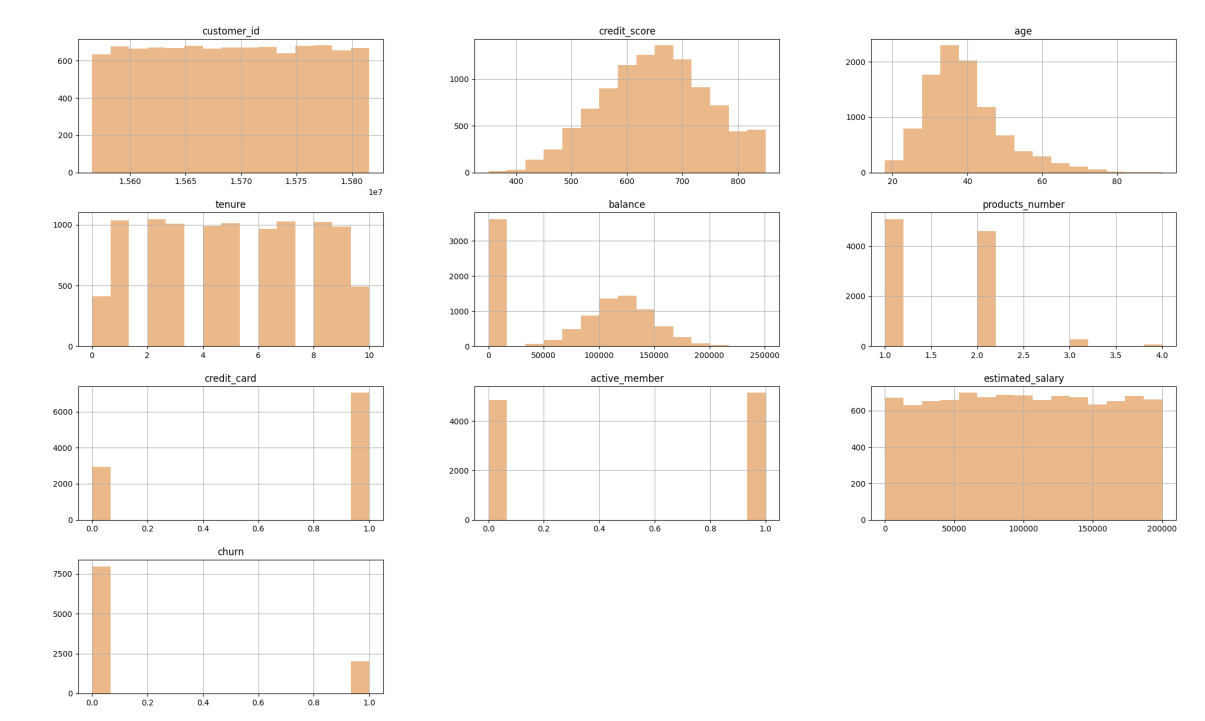 customer_id
600
400
200
0
1.560 1.565 1.570 1.575 1.580
1e7
credit_score
1000
500
0
400 500 600 700 800
age
2000
1000
0
20 40 60 80
tenure
1000
500
0
0 2 4 6 8 10
balance
3000
2000
1000
0
0 50000 100000 150000 200000 250000
products_number
4000
2000
0
1.0 1.5 2.0 2.5 3.0 3.5 4.0
credit_card
6000
4000
2000
0
0.0 0.2 0.4 0.6 0.8 1.0
active_member
4000
2000
0
0.0 0.2 0.4 0.6 0.8 1.0
estimated_salary
600
400
200
0
0 50000 100000 150000 200000
churn
7500
5000
2500
0
0.0 0.2 0.4 0.6 0.8 1.0